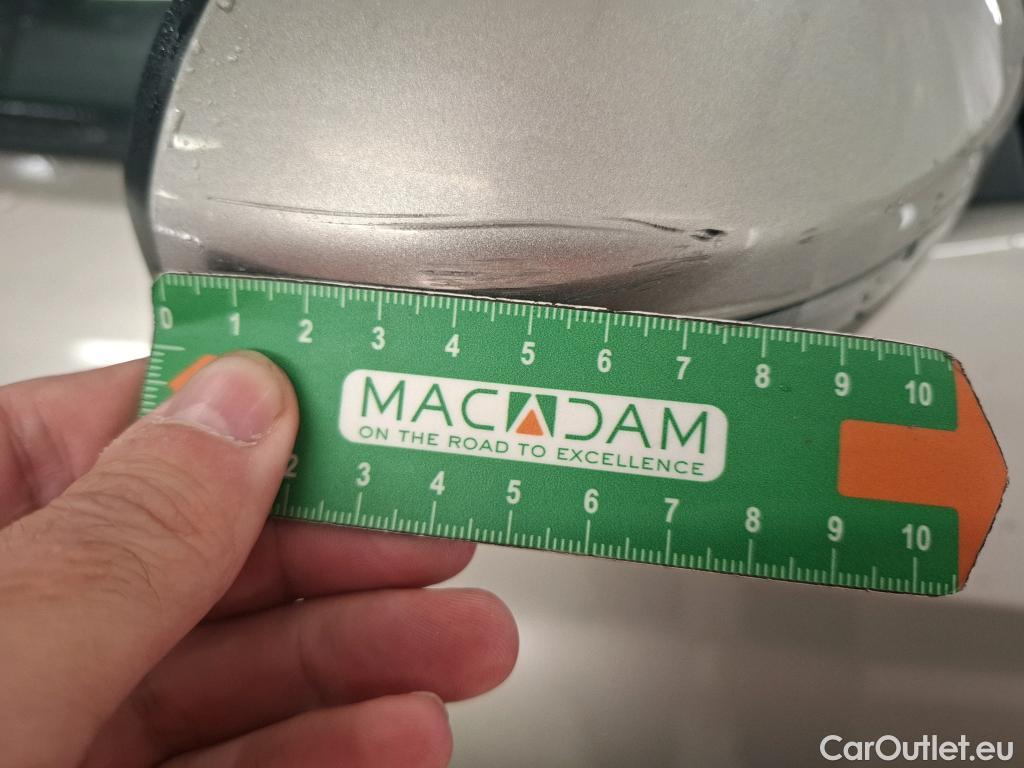 0 1 2 3 4 5 6 7 8 9 10
MACADAM
ON THE ROAD TO EXCELLENCE
2 3 4 5 6 7 8 9 10
CarOutlet.eu